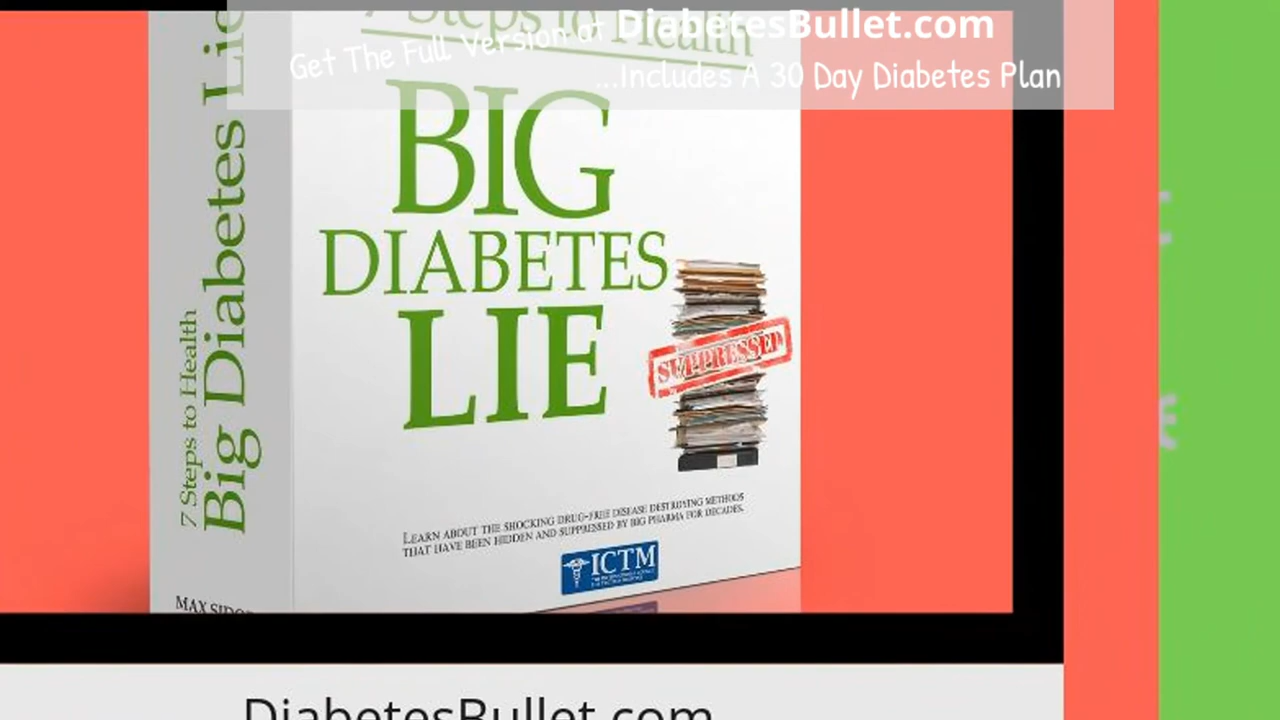 7 Steps to Health
Get The Full Version at DiabetesBullet.com
...Includes A 30 Day Diabetes Plan
BIG
DIABETES
LIE
SUPPRESSED
LEARN ABOUT THE SHOCKING DRUG-FREE DISEASE DESTROYING METHODS
THAT HAVE BEEN HIDDEN AND SUPPRESSED BY BIG PHARMA FOR DECADES.
ICTM
7 Steps to Health
Big Diabetes Lie
MAX
DiabetesBullet.com